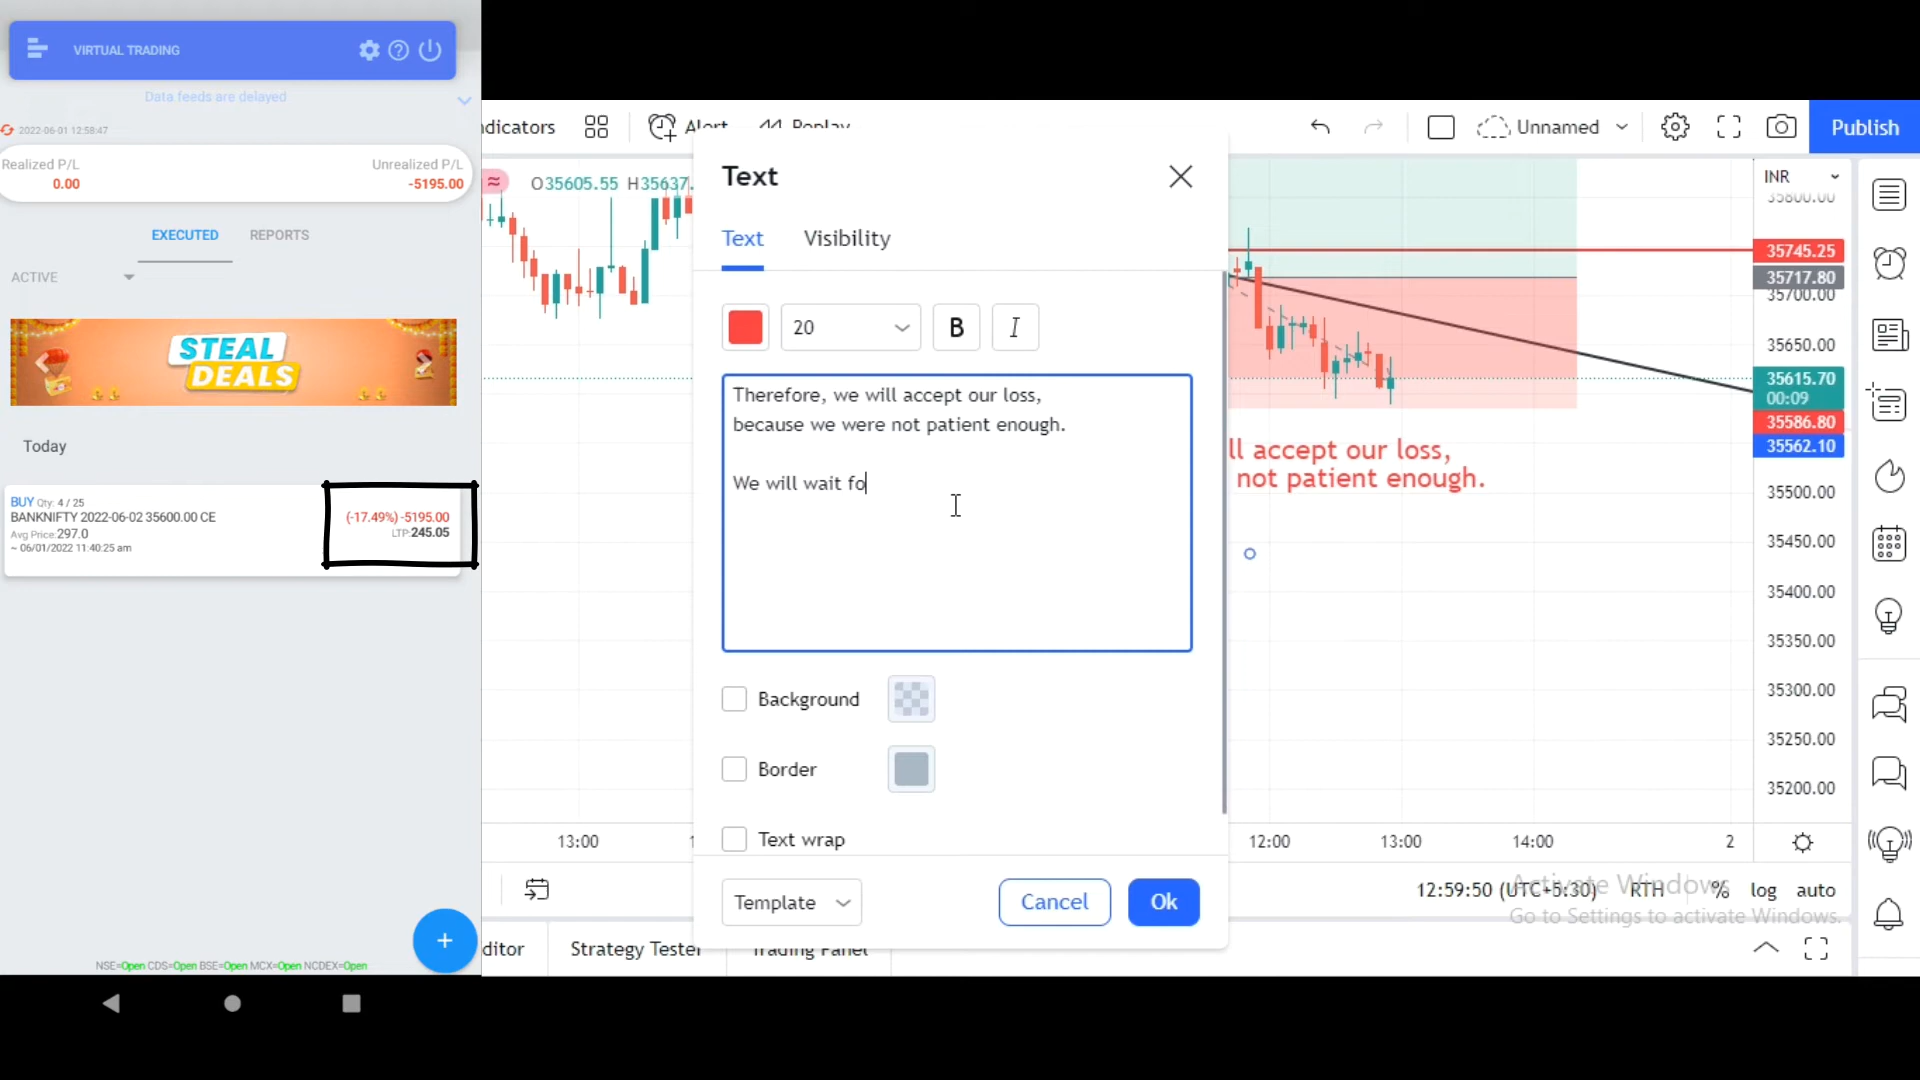 VIRTUAL TRADING
Data feeds are delayed
2022-06-01 12:58:47
Realized P/L
0.00
Unrealized P/L
-5195.00
EXECUTED
REPORTS
ACTIVE
STEAL
DEALS
Today
BUY Qty: 4 / 25
BANKNIFTY 2022-06-02 35600.00 CE
Avg Price:297.0
~ 06/01/2022 11:40:25 am
(-17.49%) -5195.00
LTP:245.05
NSE=Open CDS=Open BSE=Open MCX=Open NCDEX=Open
dicators
Alert
Replay
Unnamed
Publish
O35605.55 H35637.
Text
Text
Visibility
20
B
I
Therefore, we will accept our loss,
because we were not patient enough.
We will wait fo
Background
Border
Text wrap
Template
Cancel
Ok
ll accept our loss,
not patient enough.
INR
35800.00
35745.25
35717.80
35700.00
35650.00
35615.70
00:09
35586.80
35562.10
35500.00
35450.00
35400.00
35350.00
35300.00
35250.00
35200.00
13:00
12:00
13:00
14:00
2
12:59:50 (UTC+5:30)
RTH
%
log
auto
Activate Windows
Go to Settings to activate Windows.
ditor
Strategy Tester
Trading Panel